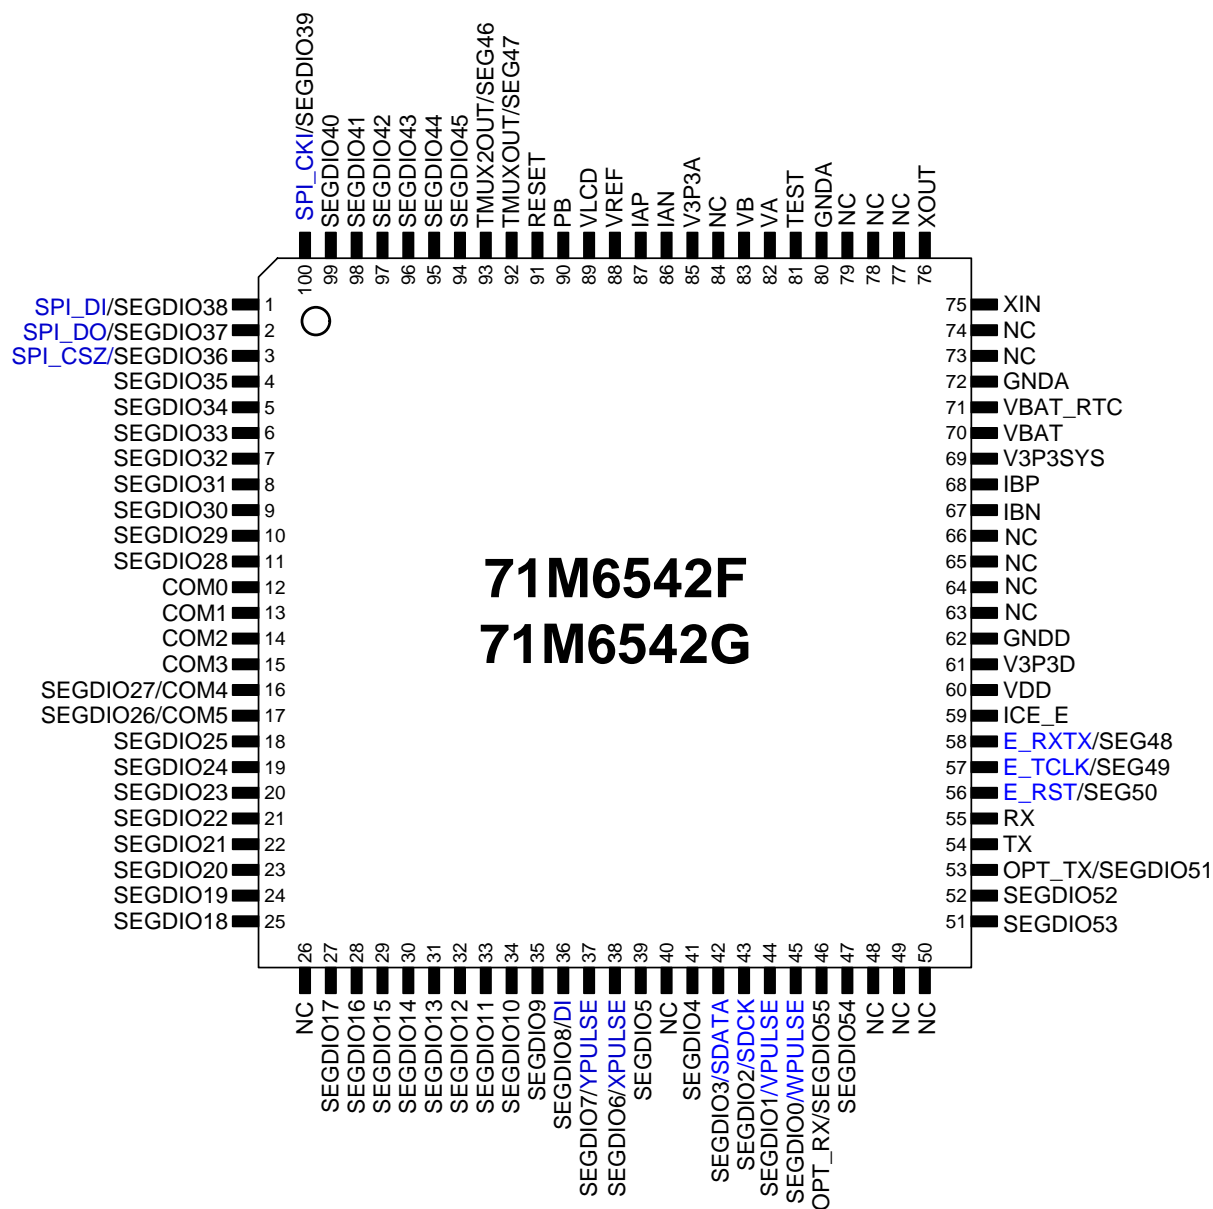 SPI_CKI/SEGDIO39
SEGDIO40
SEGDIO41
SEGDIO42
SEGDIO43
SEGDIO44
SEGDIO45
TMUX2OUT/SEG46
TMUXOUT/SEG47
RESET
PB
VLCD
VREF
IAP
IAN
V3P3A
NC
VB
VA
TEST
GNDA
NC
NC
NC
XOUT
100
99
98
97
96
95
94
93
92
91
90
89
88
87
86
85
84
83
82
81
80
79
78
77
76
SPI_DI/SEGDIO38 1
SPI_DO/SEGDIO37 2
SPI_CSZ/SEGDIO36 3
SEGDIO35 4
SEGDIO34 5
SEGDIO33 6
SEGDIO32 7
SEGDIO31 8
SEGDIO30 9
SEGDIO29 10
SEGDIO28 11
COM0 12
COM1 13
COM2 14
COM3 15
SEGDIO27/COM4 16
SEGDIO26/COM5 17
SEGDIO25 18
SEGDIO24 19
SEGDIO23 20
SEGDIO22 21
SEGDIO21 22
SEGDIO20 23
SEGDIO19 24
SEGDIO18 25
71M6542F
71M6542G
75 XIN
74 NC
73 NC
72 GNDA
71 VBAT_RTC
70 VBAT
69 V3P3SYS
68 IBP
67 IBN
66 NC
65 NC
64 NC
63 NC
62 GNDD
61 V3P3D
60 VDD
59 ICE_E
58 E_RXTX/SEG48
57 E_TCLK/SEG49
56 E_RST/SEG50
55 RX
54 TX
53 OPT_TX/SEGDIO51
52 SEGDIO52
51 SEGDIO53
26
27
28
29
30
31
32
33
34
35
36
37
38
39
40
41
42
43
44
45
46
47
48
49
50
NC
SEGDIO17
SEGDIO16
SEGDIO15
SEGDIO14
SEGDIO13
SEGDIO12
SEGDIO11
SEGDIO10
SEGDIO9
SEGDIO8/DI
SEGDIO7/YPULSE
SEGDIO6/XPULSE
SEGDIO5
NC
SEGDIO4
SEGDIO3/SDATA
SEGDIO2/SDCK
SEGDIO1/VPULSE
SEGDIO0/WPULSE
OPT_RX/SEGDIO55
SEGDIO54
NC
NC
NC